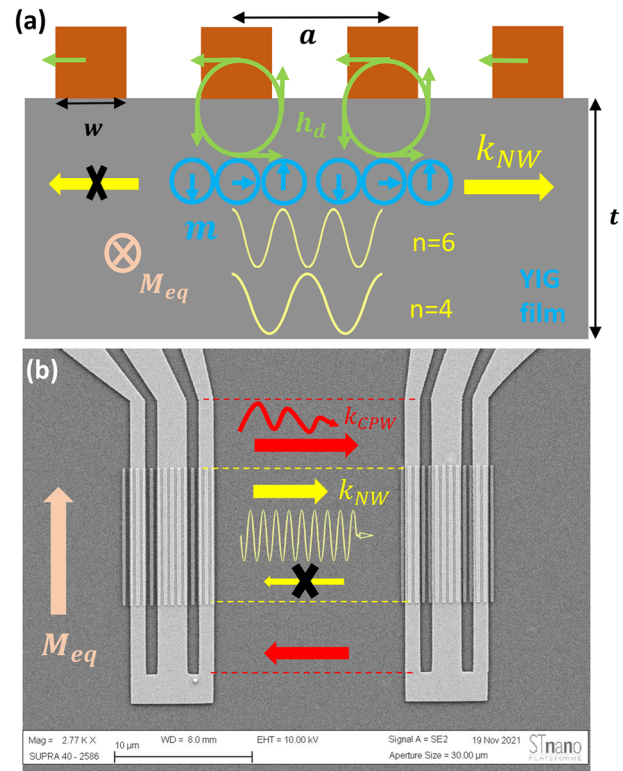 (a)
a
w
h_d
k_NW
t
m
n=6
M_eq
YIG
film
n=4
(b)
k_CPW
k_NW
M_eq
Mag = 2.77 K X
WD = 8.0 mm
EHT = 10.00 kV
Signal A = SE2
19 Nov 2021
SUPRA 40 - 2586
10 µm
Aperture Size = 30.00 µm
STnano
PLATEFORME